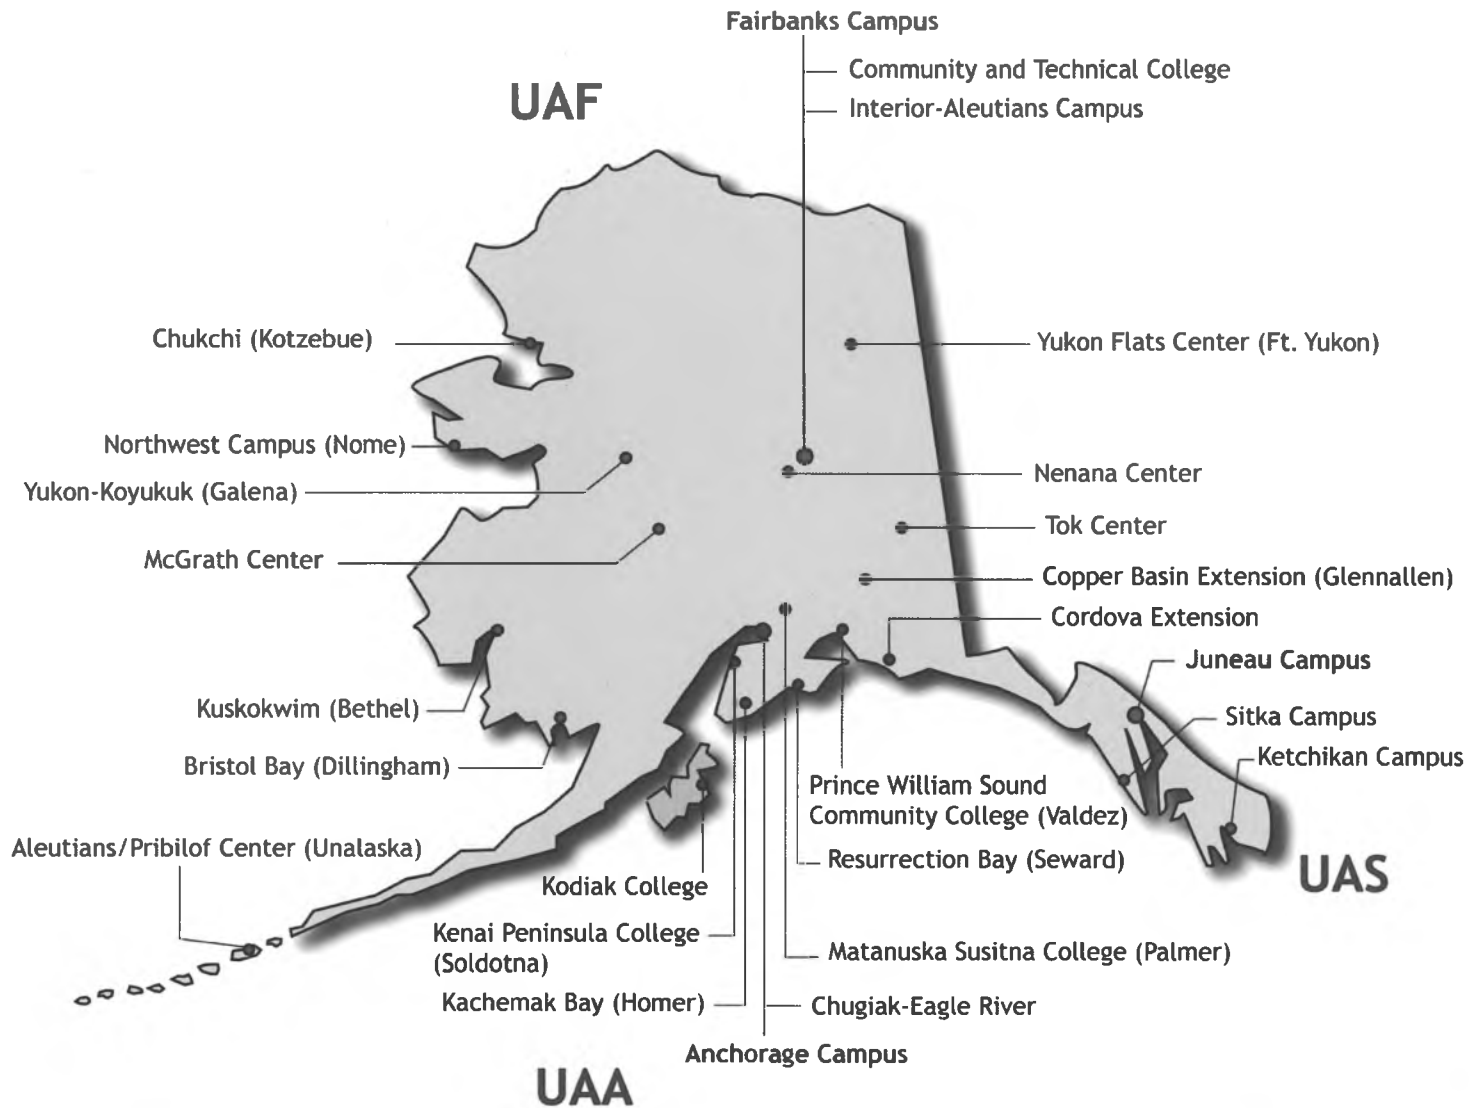 Fairbanks Campus
Community and Technical College
UAF
Interior-Aleutians Campus
Chukchi (Kotzebue)
Yukon Flats Center (Ft. Yukon)
Northwest Campus (Nome)
Nenana Center
Yukon-Koyukuk (Galena)
Tok Center
McGrath Center
Copper Basin Extension (Glennallen)
Cordova Extension
Juneau Campus
Kuskokwim (Bethel)
Sitka Campus
Bristol Bay (Dillingham)
Ketchikan Campus
Prince William Sound
Community College (Valdez)
Aleutians/Pribilof Center (Unalaska)
Resurrection Bay (Seward)
UAS
Kodiak College
Kenai Peninsula College
(Soldotna)
Matanuska Susitna College (Palmer)
Kachemak Bay (Homer)
Chugiak-Eagle River
Anchorage Campus
UAA